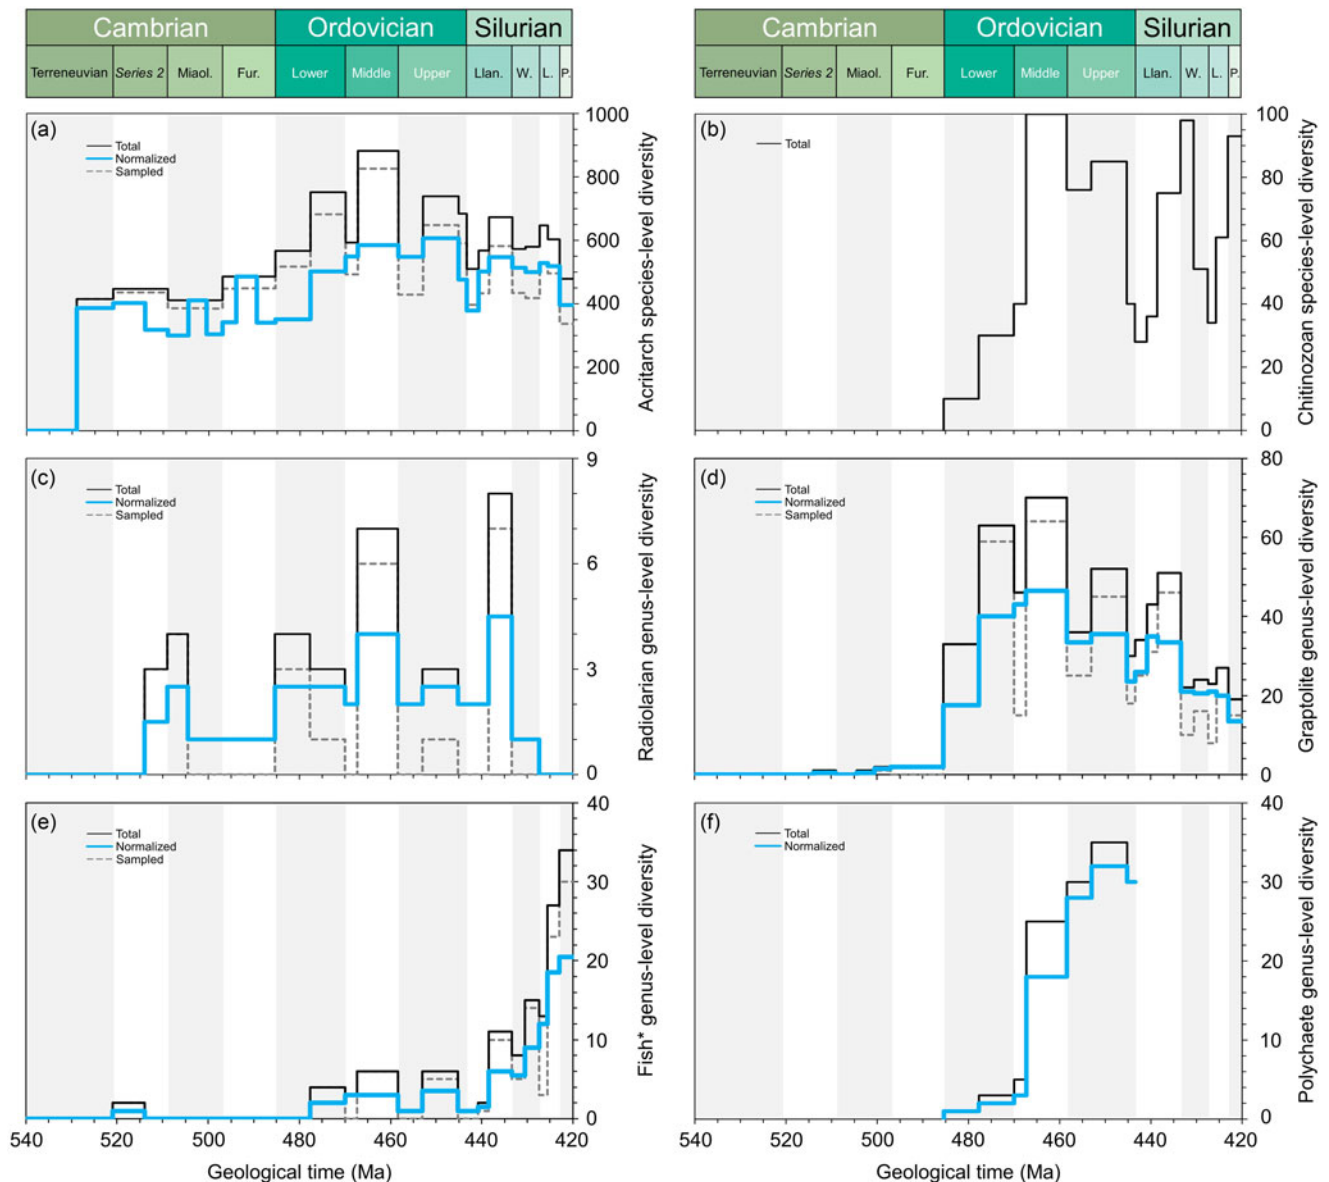 Cambrian Ordovician Silurian
Terreneuvian Series 2 Miaol. Fur. Lower Middle Upper Llan. W. L. P.
Cambrian Ordovician Silurian
Terreneuvian Series 2 Miaol. Fur. Lower Middle Upper Llan. W. L. P.
(a)
Total
Normalized
Sampled
1000
800
600
400
200
0
Acritarch species-level diversity
(b)
Total
100
80
60
40
20
0
Chitinozoan species-level diversity
(c)
Total
Normalized
Sampled
9
6
3
0
Radiolarian genus-level diversity
(d)
Total
Normalized
Sampled
80
60
40
20
0
Graptolite genus-level diversity
(e)
Total
Normalized
Sampled
40
30
20
10
0
Fish* genus-level diversity
540 520 500 480 460 440 420
Geological time (Ma)
(f)
Total
Normalized
40
30
20
10
0
Polychaete genus-level diversity
540 520 500 480 460 440 420
Geological time (Ma)